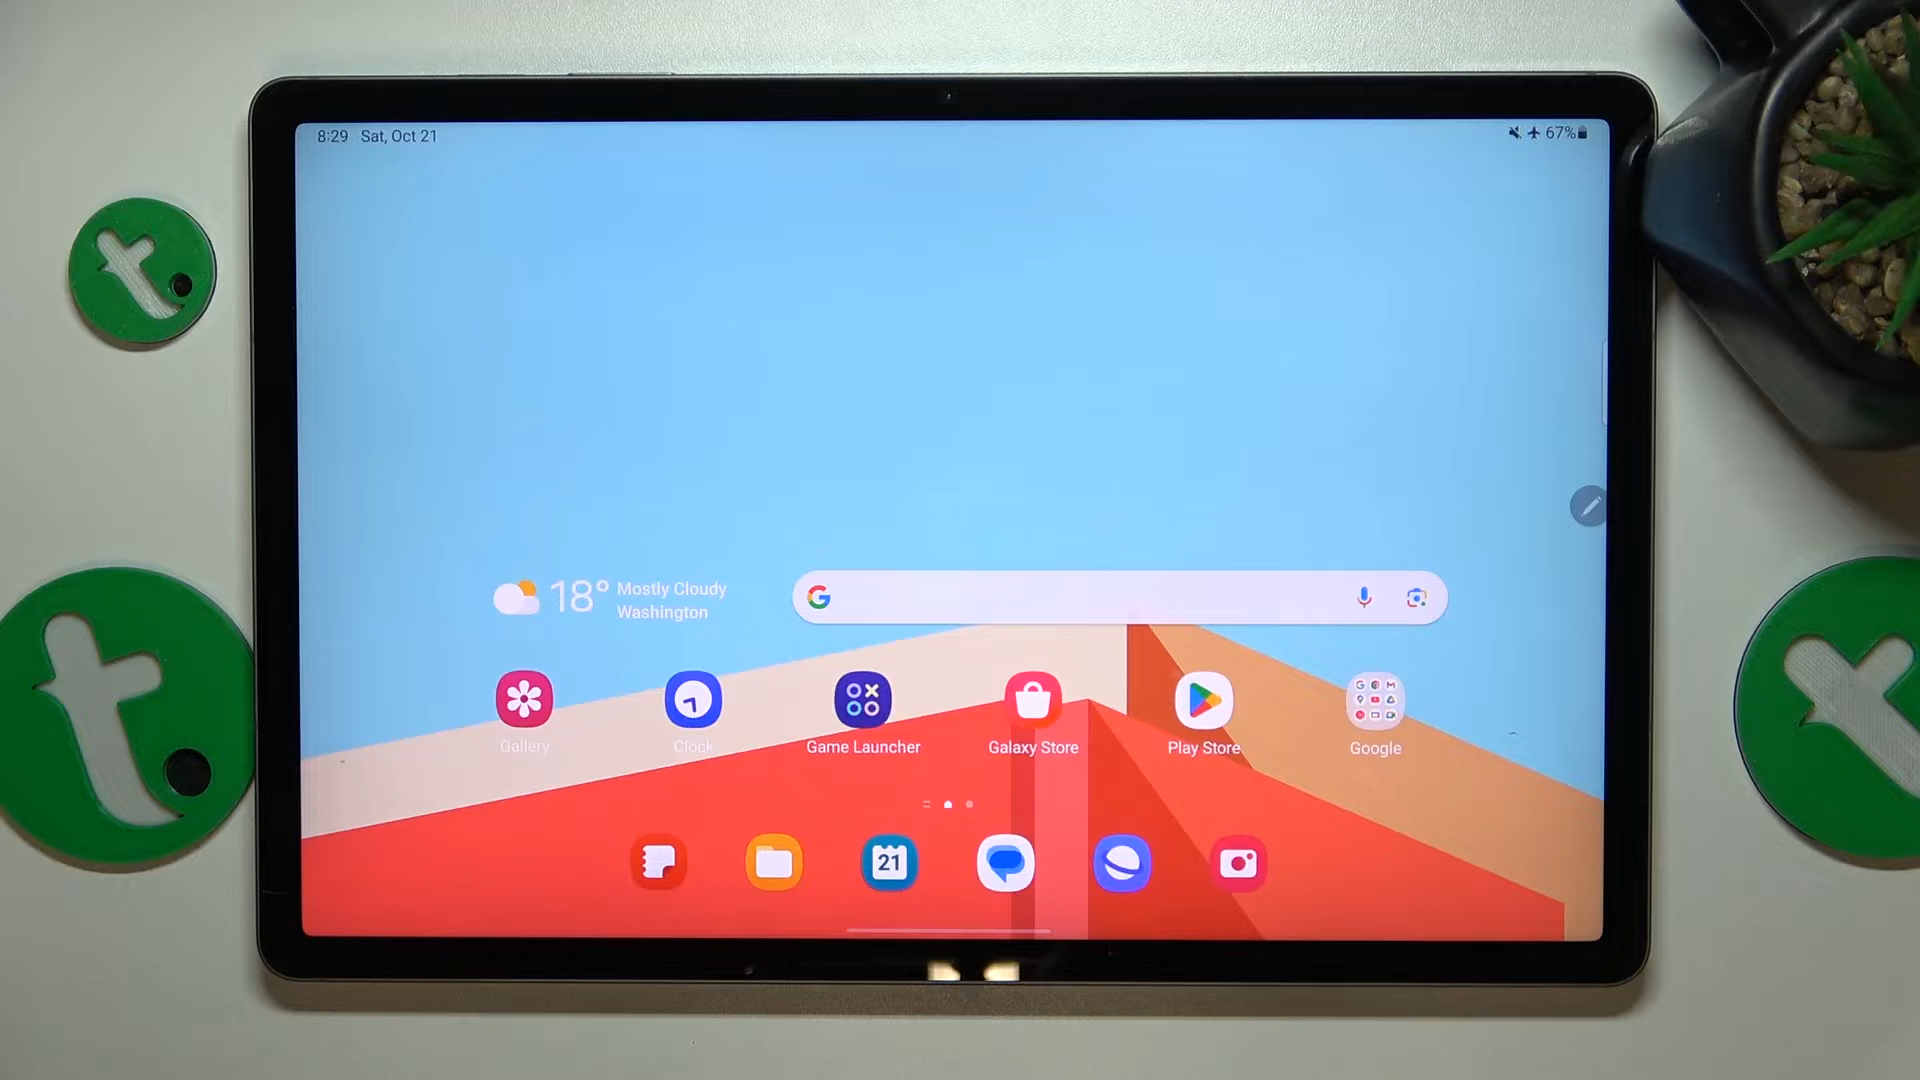 8:29 Sat, Oct 21
67%
18° Mostly Cloudy
Washington
Gallery
Clock
Game Launcher
Galaxy Store
Play Store
Google
21